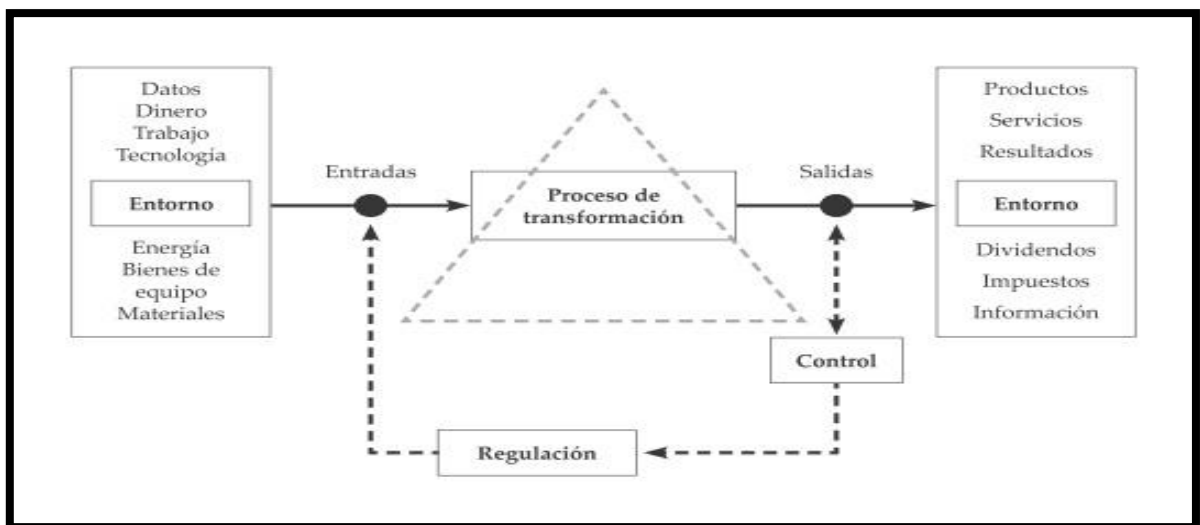 Datos
Dinero
Trabajo
Tecnología
Entorno
Energía
Bienes de
equipo
Materiales
Entradas
Proceso de
transformación
Salidas
Control
Regulación
Productos
Servicios
Resultados
Entorno
Dividendos
Impuestos
Información